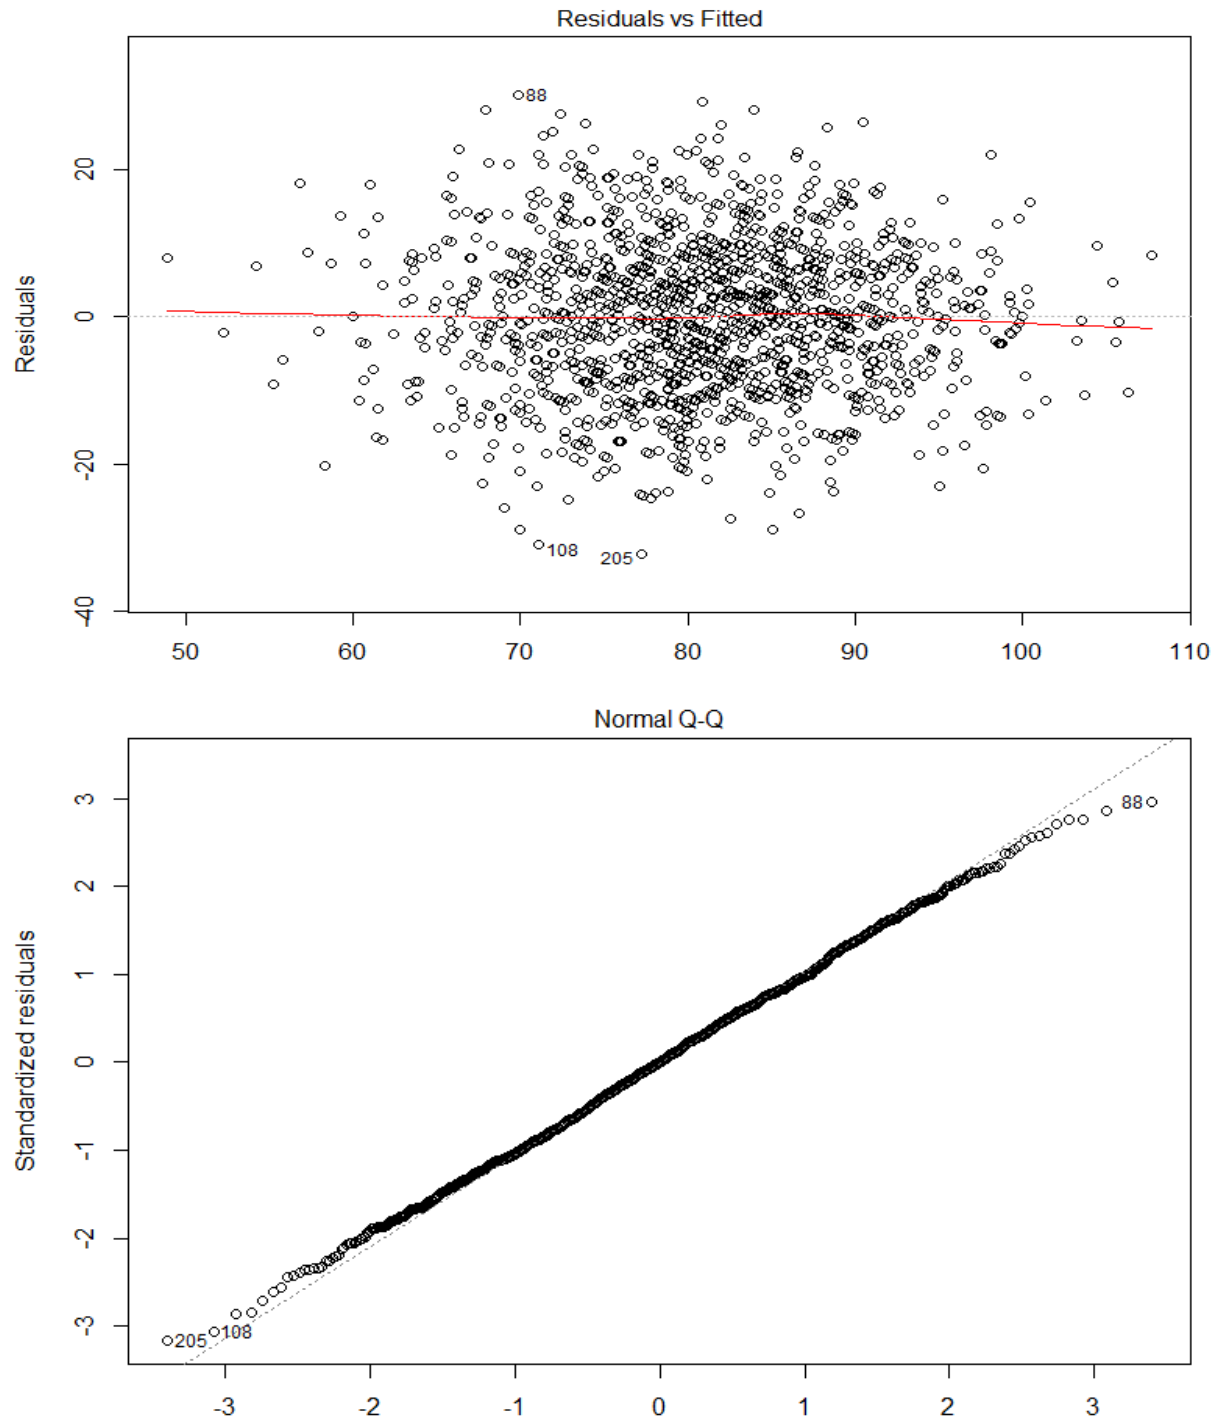 Residuals vs Fitted
Residuals
20
0
-20
-40
88
108
205
50 60 70 80 90 100 110
Normal Q-Q
Standardized residuals
3
2
1
0
-1
-2
-3
88
205
108
-3 -2 -1 0 1 2 3